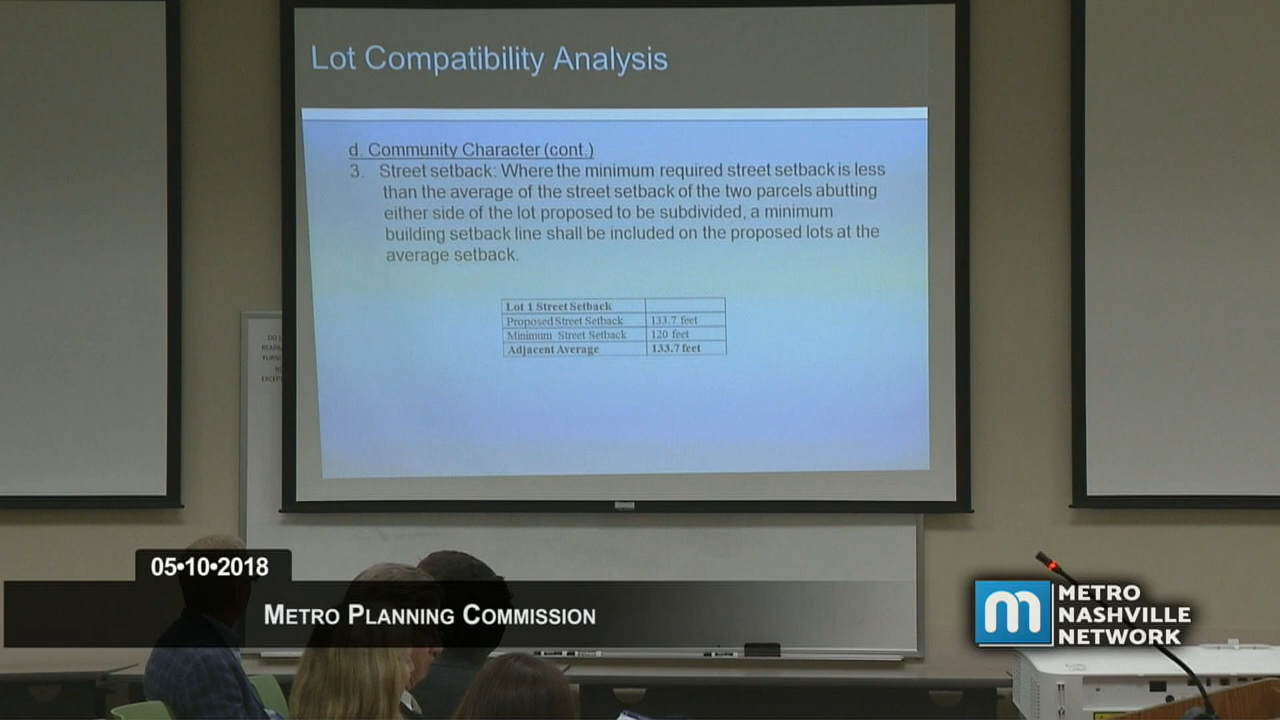 Lot Compatibility Analysis
d. Community Character (cont.)
3. Street setback: Where the minimum required street setback is less
than the average of the street setback of the two parcels abutting
either side of the lot proposed to be subdivided, a minimum
building setback line shall be included on the proposed lots at the
average setback.
Lot 1 Street Setback
Proposed Street Setback 133.7 feet
Minimum Street Setback 120 feet
Adjacent Average 133.7 feet
05•10•2018
METRO PLANNING COMMISSION
METRO
NASHVILLE
NETWORK